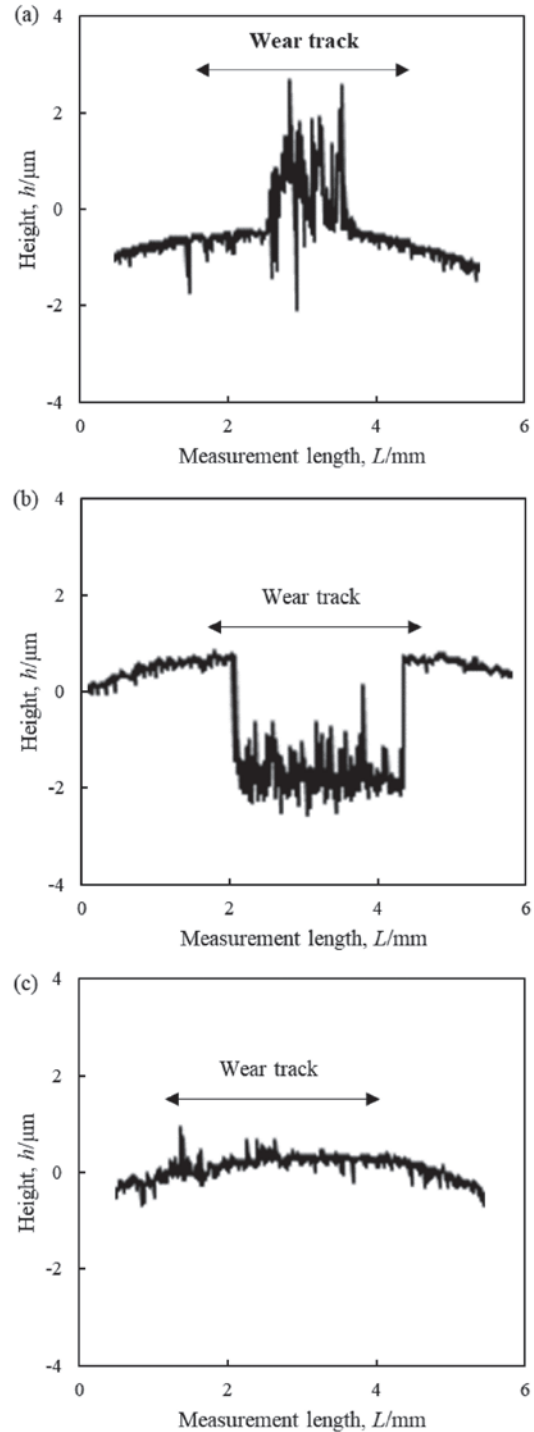 (a)
4
Wear track
2
Height, h/μm
0
-2
-4
0 2 4 6
Measurement length, L/mm
(b)
4
Wear track
2
Height, h/μm
0
-2
-4
0 2 4 6
Measurement length, L/mm
(c)
4
Wear track
2
Height, h/μm
0
-2
-4
0 2 4 6
Measurement length, L/mm